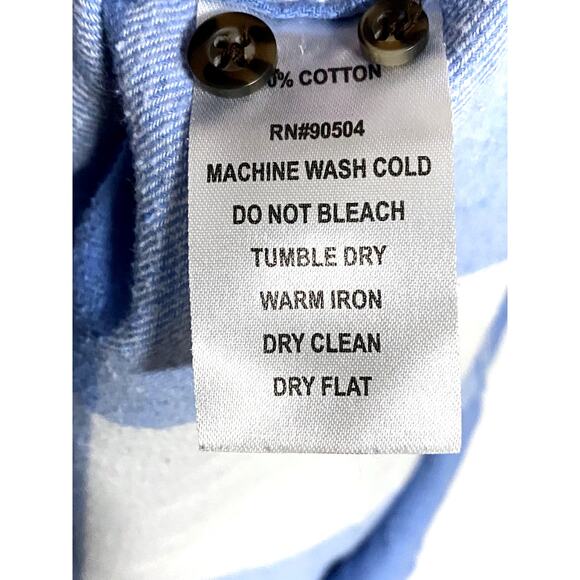 0% COTTON
RN#90504
MACHINE WASH COLD
DO NOT BLEACH
TUMBLE DRY
WARM IRON
DRY CLEAN
DRY FLAT